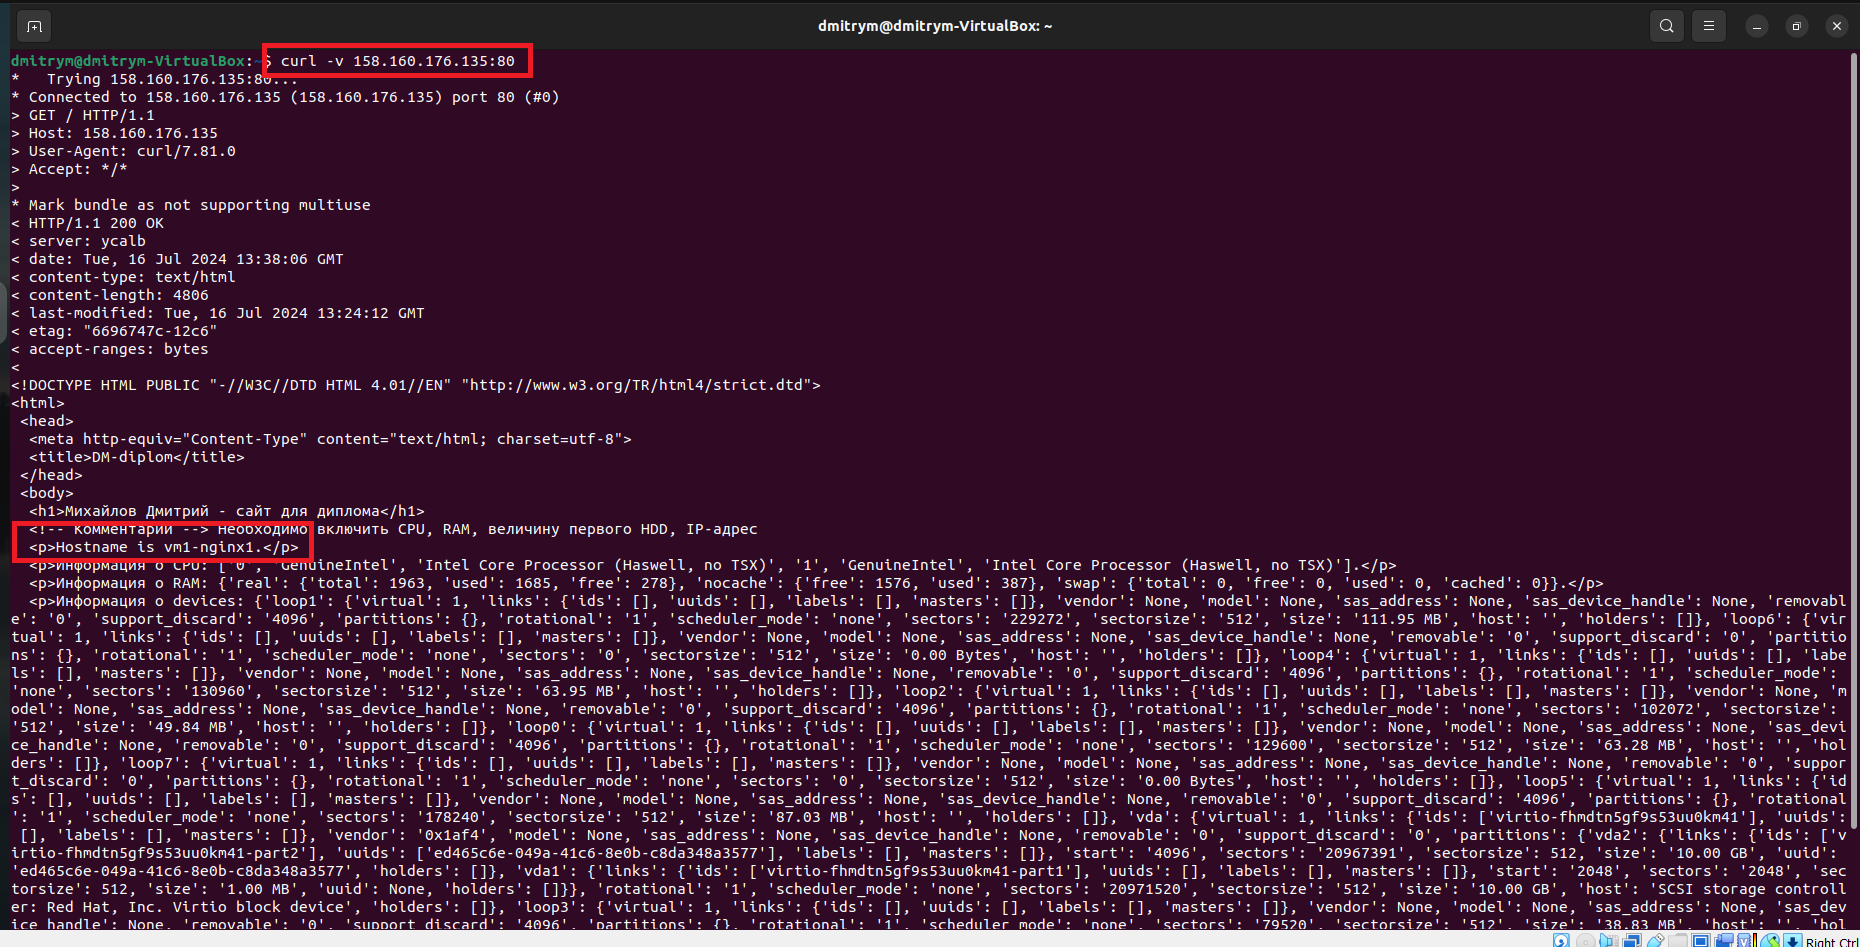 dmitrym@dmitrym-VirtualBox: ~
dmitrym@dmitrym-VirtualBox:~$ curl -v 158.160.176.135:80
*   Trying 158.160.176.135:80...
* Connected to 158.160.176.135 (158.160.176.135) port 80 (#0)
> GET / HTTP/1.1
> Host: 158.160.176.135
> User-Agent: curl/7.81.0
> Accept: */*
>
* Mark bundle as not supporting multiuse
< HTTP/1.1 200 OK
< server: ycalb
< date: Tue, 16 Jul 2024 13:38:06 GMT
< content-type: text/html
< content-length: 4806
< last-modified: Tue, 16 Jul 2024 13:24:12 GMT
< etag: "6696747c-12c6"
< accept-ranges: bytes
<
<!DOCTYPE HTML PUBLIC "-//W3C//DTD HTML 4.01//EN" "http://www.w3.org/TR/html4/strict.dtd">
<html>
 <head>
  <meta http-equiv="Content-Type" content="text/html; charset=utf-8">
  <title>DM-diplom</title>
 </head>
 <body>
  <h1>Михайлов Дмитрий - сайт для диплома</h1>
  <!-- Комментарий --> Необходимо включить CPU, RAM, величину первого HDD, IP-адрес
  <p>Hostname is vm1-nginx1.</p>
  <p>Информация о CPU: ['0', 'GenuineIntel', 'Intel Core Processor (Haswell, no TSX)', '1', 'GenuineIntel', 'Intel Core Processor (Haswell, no TSX)'].</p>
  <p>Информация о RAM: {'real': {'total': 1963, 'used': 1685, 'free': 278}, 'nocache': {'free': 1576, 'used': 387}, 'swap': {'total': 0, 'free': 0, 'used': 0, 'cached': 0}}.</p>
  <p>Информация о devices: {'loop1': {'virtual': 1, 'links': {'ids': [], 'uuids': [], 'labels': [], 'masters': []}, 'vendor': None, 'model': None, 'sas_address': None, 'sas_device_handle': None, 'removabl
e': '0', 'support_discard': '4096', 'partitions': {}, 'rotational': '1', 'scheduler_mode': 'none', 'sectors': '229272', 'sectorsize': '512', 'size': '111.95 MB', 'host': '', 'holders': []}, 'loop6': {'vir
tual': 1, 'links': {'ids': [], 'uuids': [], 'labels': [], 'masters': []}, 'vendor': None, 'model': None, 'sas_address': None, 'sas_device_handle': None, 'removable': '0', 'support_discard': '0', 'partitio
ns': {}, 'rotational': '1', 'scheduler_mode': 'none', 'sectors': '0', 'sectorsize': '512', 'size': '0.00 Bytes', 'host': '', 'holders': []}, 'loop4': {'virtual': 1, 'links': {'ids': [], 'uuids': [], 'labe
ls': [], 'masters': []}, 'vendor': None, 'model': None, 'sas_address': None, 'sas_device_handle': None, 'removable': '0', 'support_discard': '4096', 'partitions': {}, 'rotational': '1', 'scheduler_mode':
'none', 'sectors': '130960', 'sectorsize': '512', 'size': '63.95 MB', 'host': '', 'holders': []}, 'loop2': {'virtual': 1, 'links': {'ids': [], 'uuids': [], 'labels': [], 'masters': []}, 'vendor': None, 'm
odel': None, 'sas_address': None, 'sas_device_handle': None, 'removable': '0', 'support_discard': '4096', 'partitions': {}, 'rotational': '1', 'scheduler_mode': 'none', 'sectors': '102072', 'sectorsize':
'512', 'size': '49.84 MB', 'host': '', 'holders': []}, 'loop0': {'virtual': 1, 'links': {'ids': [], 'uuids': [], 'labels': [], 'masters': []}, 'vendor': None, 'model': None, 'sas_address': None, 'sas_devi
ce_handle': None, 'removable': '0', 'support_discard': '4096', 'partitions': {}, 'rotational': '1', 'scheduler_mode': 'none', 'sectors': '129600', 'sectorsize': '512', 'size': '63.28 MB', 'host': '', 'hol
ders': []}, 'loop7': {'virtual': 1, 'links': {'ids': [], 'uuids': [], 'labels': [], 'masters': []}, 'vendor': None, 'model': None, 'sas_address': None, 'sas_device_handle': None, 'removable': '0', 'suppor
t_discard': '0', 'partitions': {}, 'rotational': '1', 'scheduler_mode': 'none', 'sectors': '0', 'sectorsize': '512', 'size': '0.00 Bytes', 'host': '', 'holders': []}, 'loop5': {'virtual': 1, 'links': {'id
s': [], 'uuids': [], 'labels': [], 'masters': []}, 'vendor': None, 'model': None, 'sas_address': None, 'sas_device_handle': None, 'removable': '0', 'support_discard': '4096', 'partitions': {}, 'rotational
': '1', 'scheduler_mode': 'none', 'sectors': '178240', 'sectorsize': '512', 'size': '87.03 MB', 'host': '', 'holders': []}, 'vda': {'virtual': 1, 'links': {'ids': ['virtio-fhmdtn5gf9s53uu0km41'], 'uuids':
 [], 'labels': [], 'masters': []}, 'vendor': '0x1af4', 'model': None, 'sas_address': None, 'sas_device_handle': None, 'removable': '0', 'support_discard': '0', 'partitions': {'vda2': {'links': {'ids': ['v
irtio-fhmdtn5gf9s53uu0km41-part2'], 'uuids': ['ed465c6e-049a-41c6-8e0b-c8da348a3577'], 'labels': [], 'masters': []}, 'start': '4096', 'sectors': '20967391', 'sectorsize': 512, 'size': '10.00 GB', 'uuid':
'ed465c6e-049a-41c6-8e0b-c8da348a3577', 'holders': []}, 'vda1': {'links': {'ids': ['virtio-fhmdtn5gf9s53uu0km41-part1'], 'uuids': [], 'labels': [], 'masters': []}, 'start': '2048', 'sectors': '2048', 'sec
torsize': 512, 'size': '1.00 MB', 'uuid': None, 'holders': []}}, 'rotational': '1', 'scheduler_mode': 'none', 'sectors': '20971520', 'sectorsize': '512', 'size': '10.00 GB', 'host': 'SCSI storage controll
er: Red Hat, Inc. Virtio block device', 'holders': []}, 'loop3': {'virtual': 1, 'links': {'ids': [], 'uuids': [], 'labels': [], 'masters': []}, 'vendor': None, 'model': None, 'sas_address': None, 'sas_dev
ice_handle': None, 'removable': '0', 'support_discard': '4096', 'partitions': {}, 'rotational': '1', 'scheduler_mode': 'none', 'sectors': '79520', 'sectorsize': '512', 'size': '38.83 MB', 'host': '', 'hol
Right Ctrl